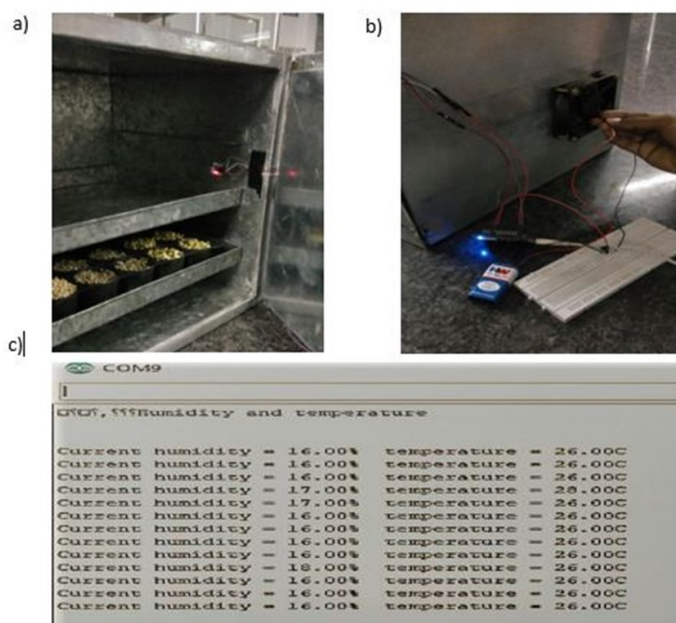 a)
b)
c)
COM9
Humidity and temperature
Current humidity = 16.00% temperature = 26.00C
Current humidity = 16.00% temperature = 26.00C
Current humidity = 16.00% temperature = 26.00C
Current humidity = 17.00% temperature = 28.00C
Current humidity = 17.00% temperature = 26.00C
Current humidity = 16.00% temperature = 26.00C
Current humidity = 16.00% temperature = 26.00C
Current humidity = 16.00% temperature = 26.00C
Current humidity = 16.00% temperature = 26.00C
Current humidity = 18.00% temperature = 26.00C
Current humidity = 16.00% temperature = 26.00C
Current humidity = 16.00% temperature = 26.00C
Current humidity = 16.00% temperature = 26.00C